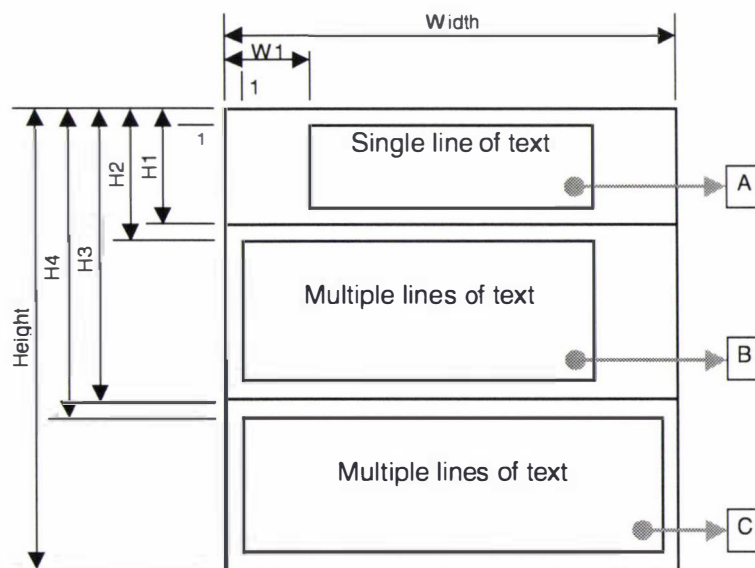 Width
W1
1
1
H1
H2
H3
H4
Height
Single line of text
A
Multiple lines of text
B
Multiple lines of text
C